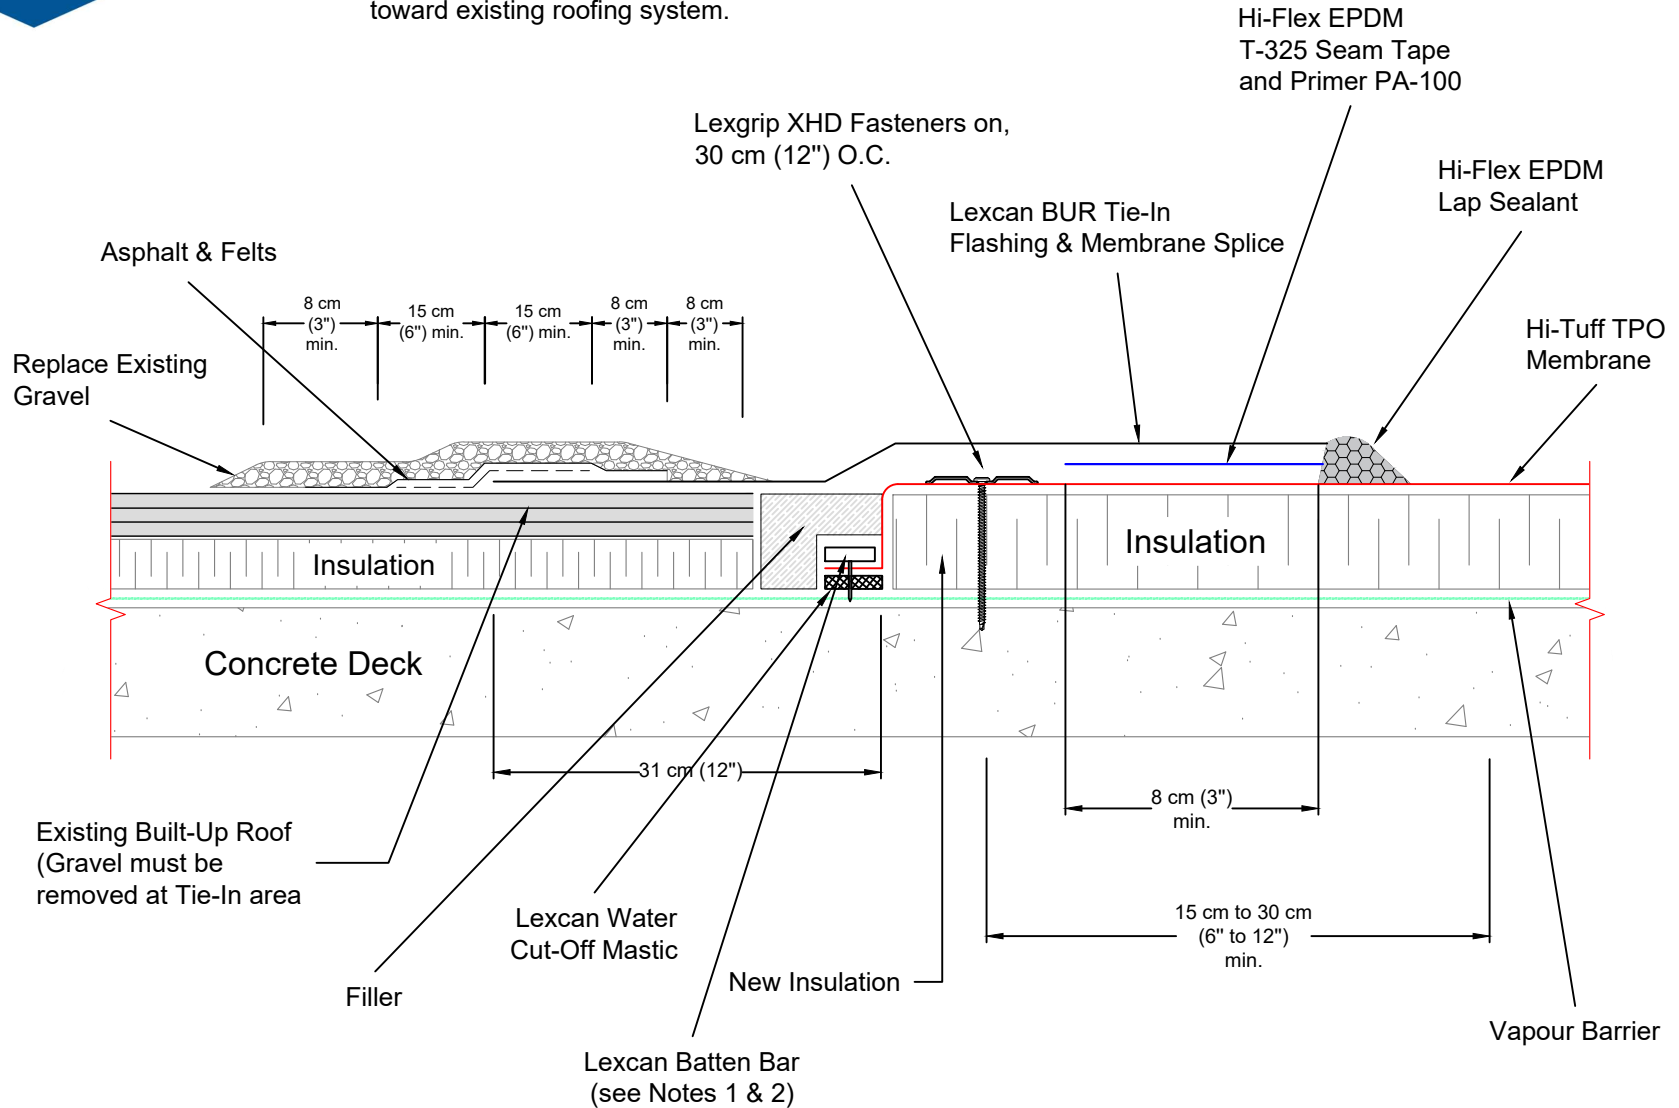 toward existing roofing system.
Hi-Flex EPDM
T-325 Seam Tape
and Primer PA-100
Lexgrip XHD Fasteners on,
30 cm (12") O.C.
Hi-Flex EPDM
Lap Sealant
Lexcan BUR Tie-In
Flashing & Membrane Splice
Asphalt & Felts
8 cm
(3")
min.
15 cm
(6") min.
15 cm
(6") min.
8 cm
(3")
min.
8 cm
(3")
min.
Hi-Tuff TPO
Membrane
Replace Existing
Gravel
Insulation
Insulation
Concrete Deck
31 cm (12")
8 cm (3")
min.
Existing Built-Up Roof
(Gravel must be
removed at Tie-In area
Lexcan Water
Cut-Off Mastic
15 cm to 30 cm
(6" to 12")
min.
New Insulation
Filler
Vapour Barrier
Lexcan Batten Bar
(see Notes 1 & 2)